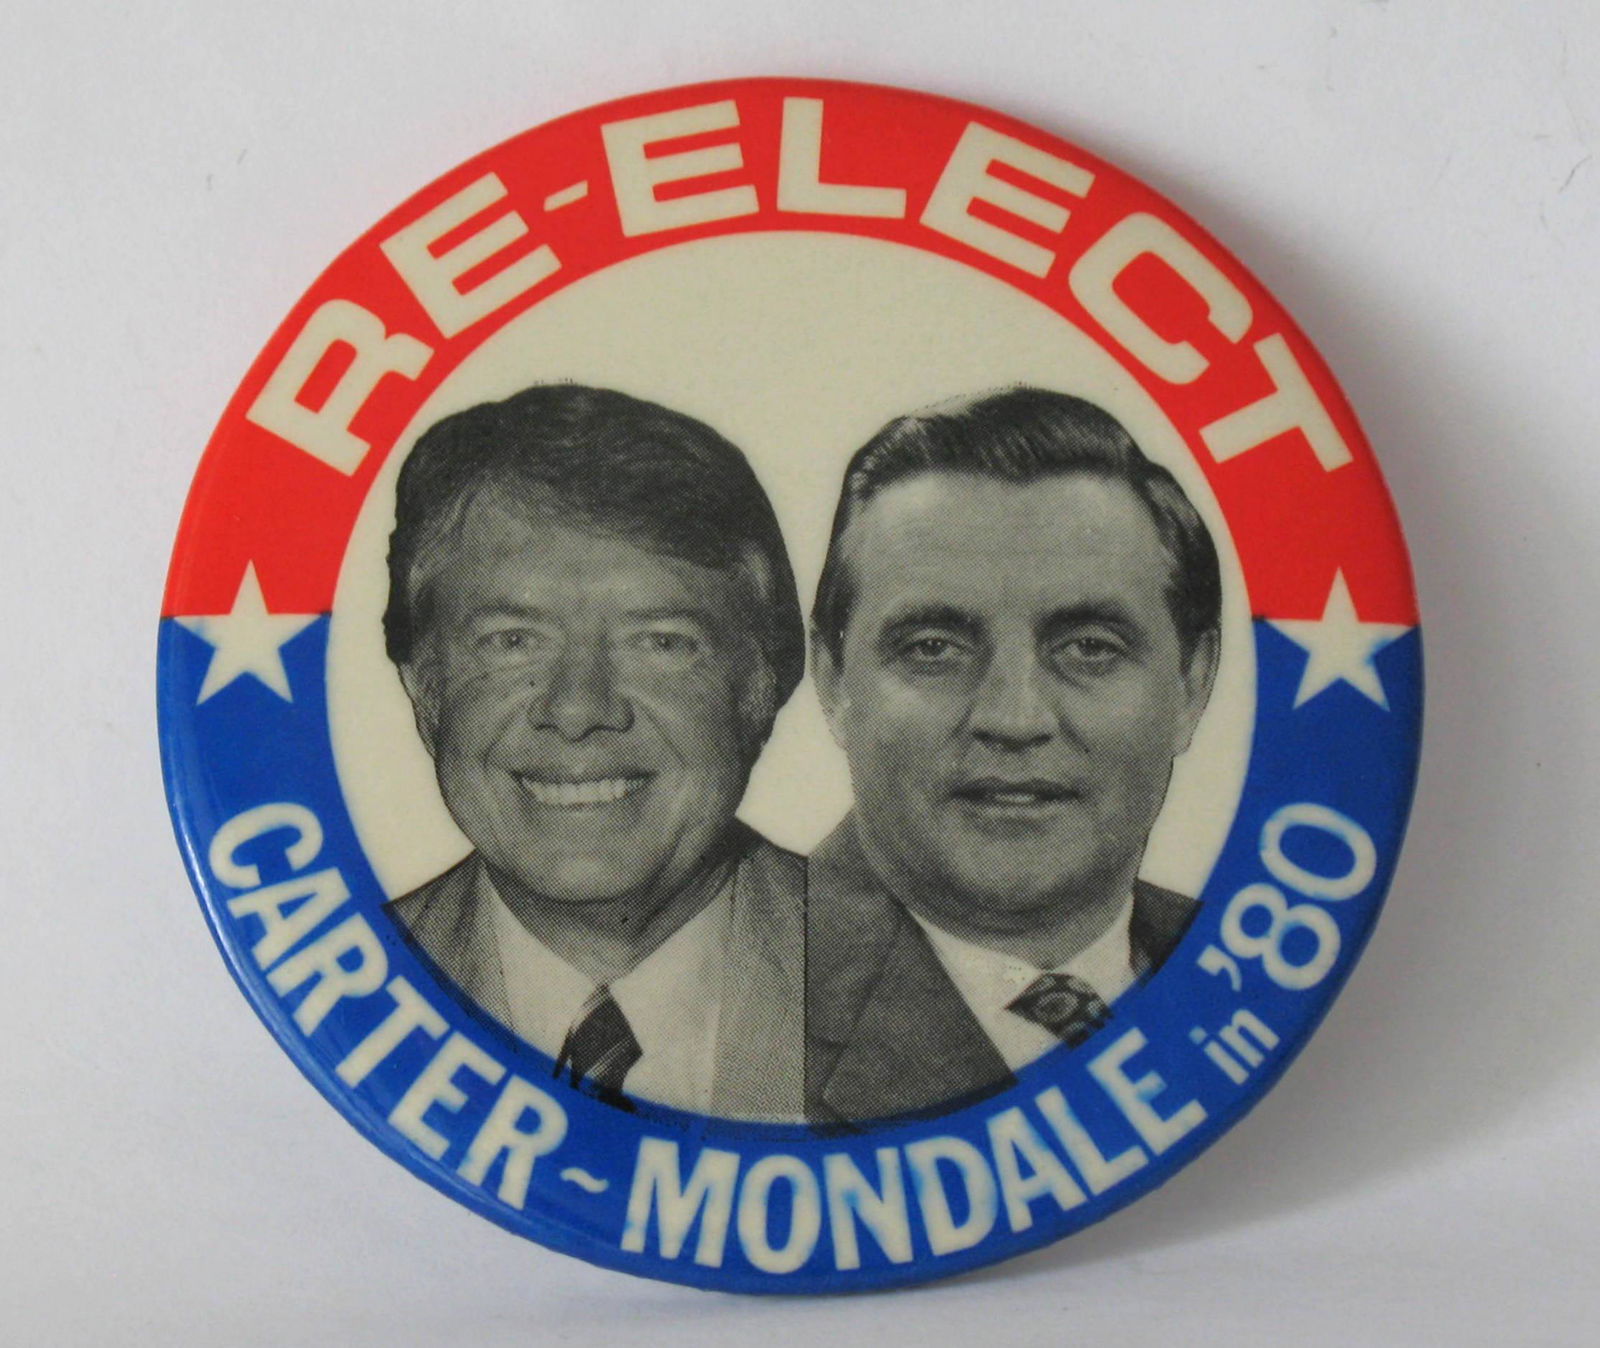 RE-ELECT
CARTER~MONDALE in '80